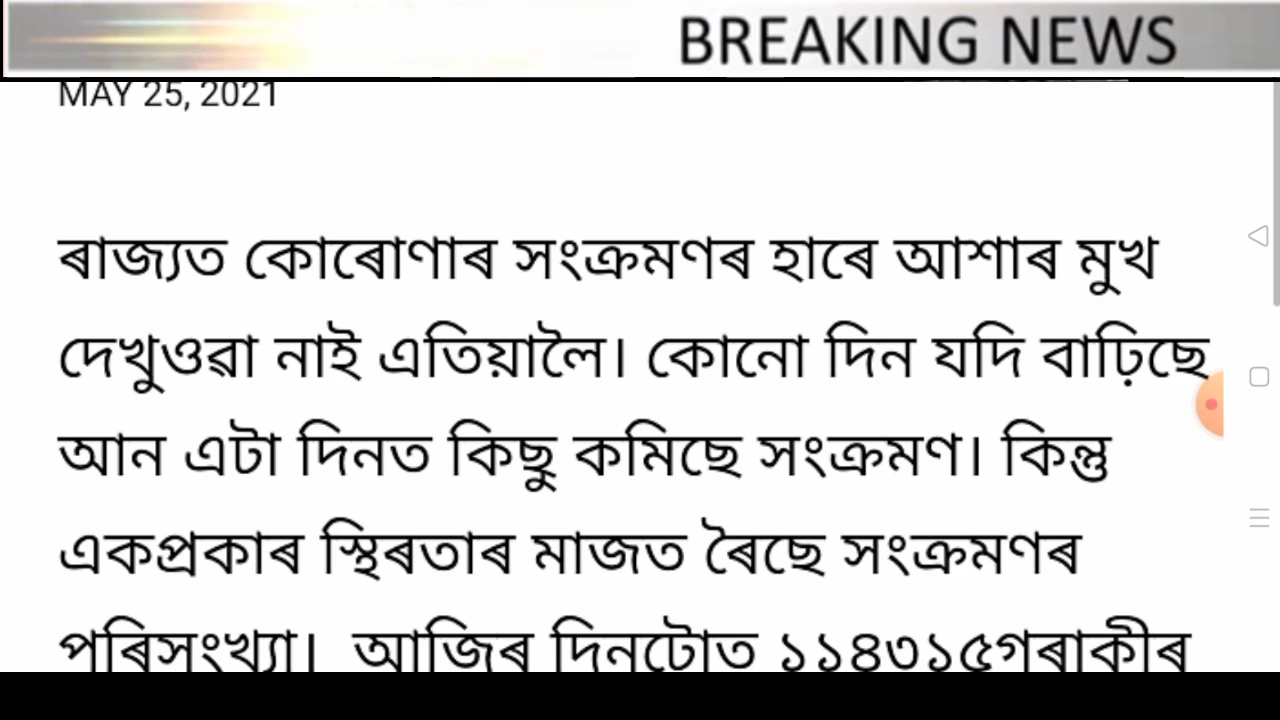 BREAKING NEWS
MAY 25, 2021
ৰাজ্যত কোৰোণাৰ সংক্ৰমণৰ হাৰে আশাৰ মুখ
দেখুওৱা নাই এতিয়ালৈ। কোনো দিন যদি বাঢ়িছে
আন এটা দিনত কিছু কমিছে সংক্ৰমণ। কিন্তু
একপ্ৰকাৰ স্থিৰতাৰ মাজত ৰৈছে সংক্ৰমণৰ
পৰিসংখ্যা। আজিৰ দিনটোত ১১৪৩১৫গৰাকীৰ